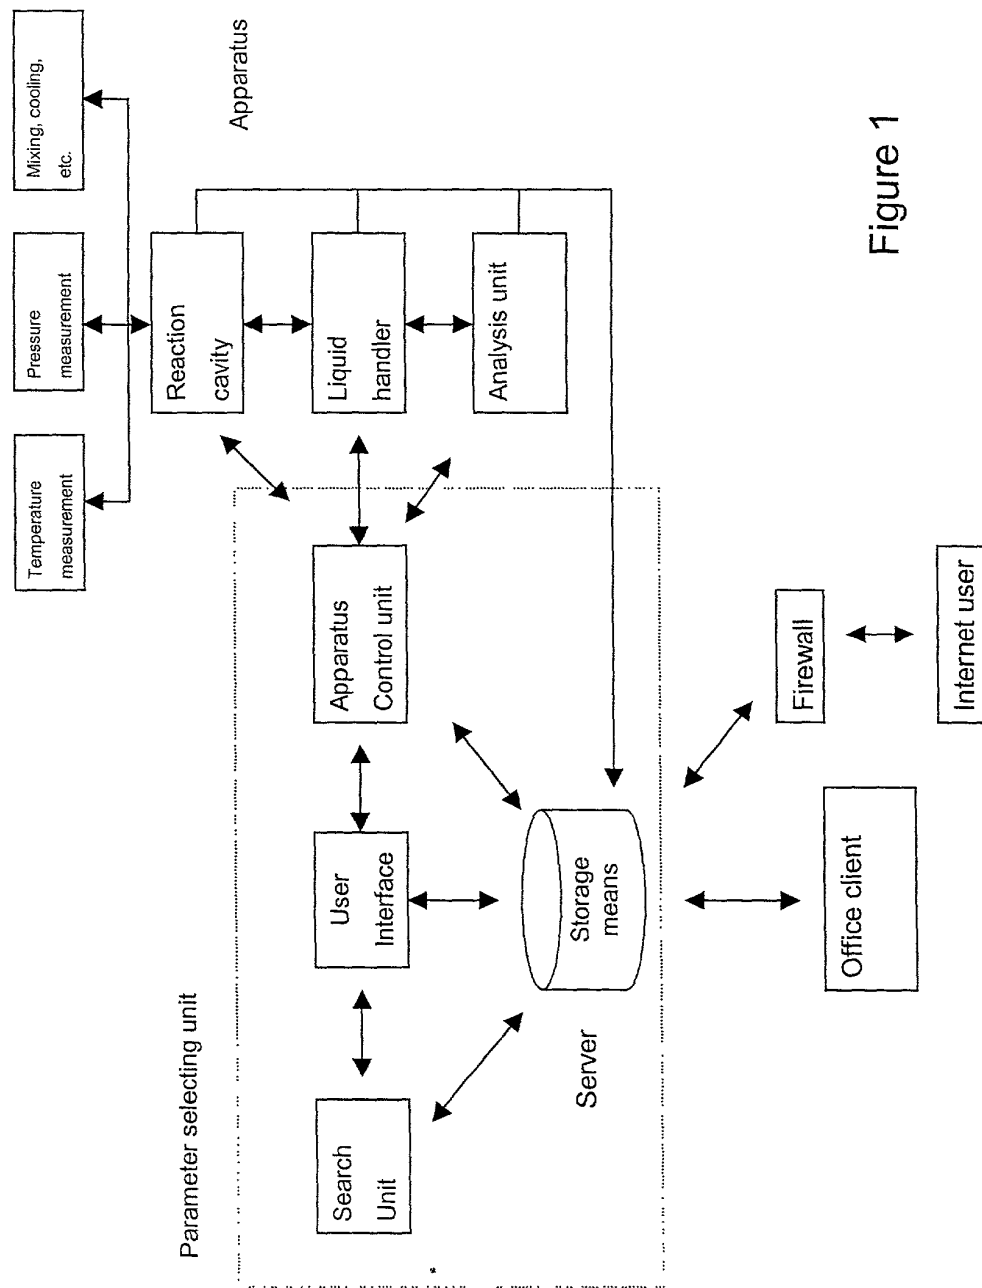 Parameter selecting unit
Search
Unit
User
Interface
Apparatus
Control unit
Storage
means
Server
Temperature
measurement
Pressure
measurement
Mixing, cooling,
etc.
Reaction
cavity
Liquid
handler
Analysis unit
Apparatus
Office client
Firewall
Internet user
Figure 1